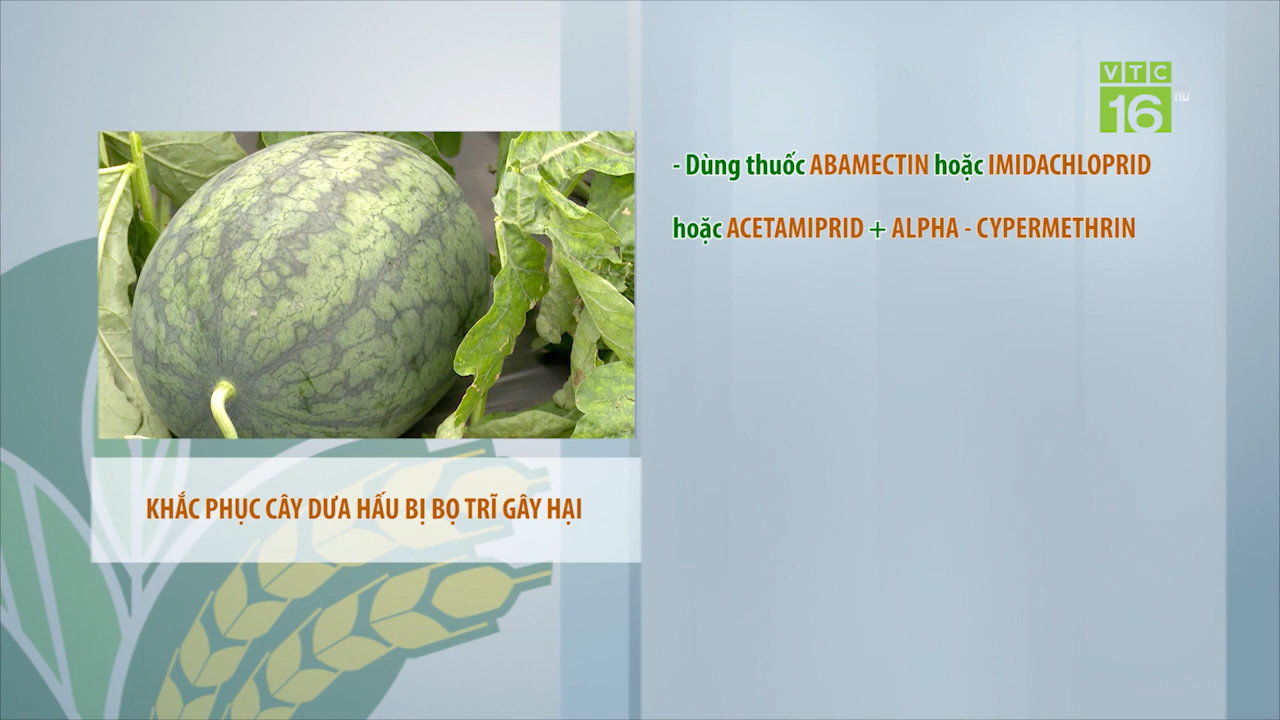 VTC
16
HD
- Dùng thuốc ABAMECTIN hoặc IMIDACHLOPRID
hoặc ACETAMIPRID + ALPHA - CYPERMETHRIN
KHẮC PHỤC CÂY DƯA HẤU BỊ BỌ TRĨ GÂY HẠI